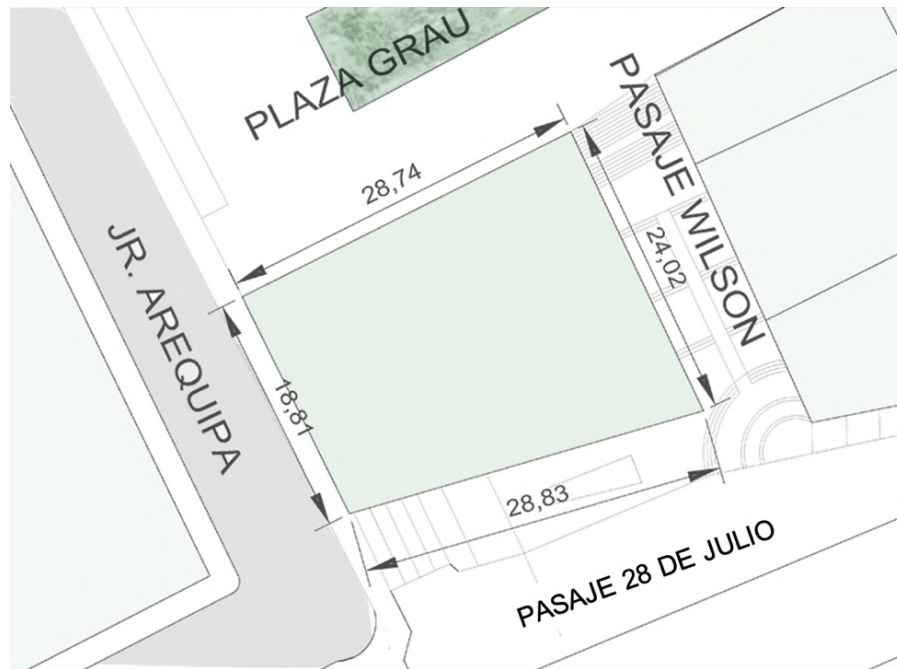 PLAZA GRAU
PASAJE WILSON
28,74
24,02
JR. AREQUIPA
18,81
28,83
PASAJE 28 DE JULIO